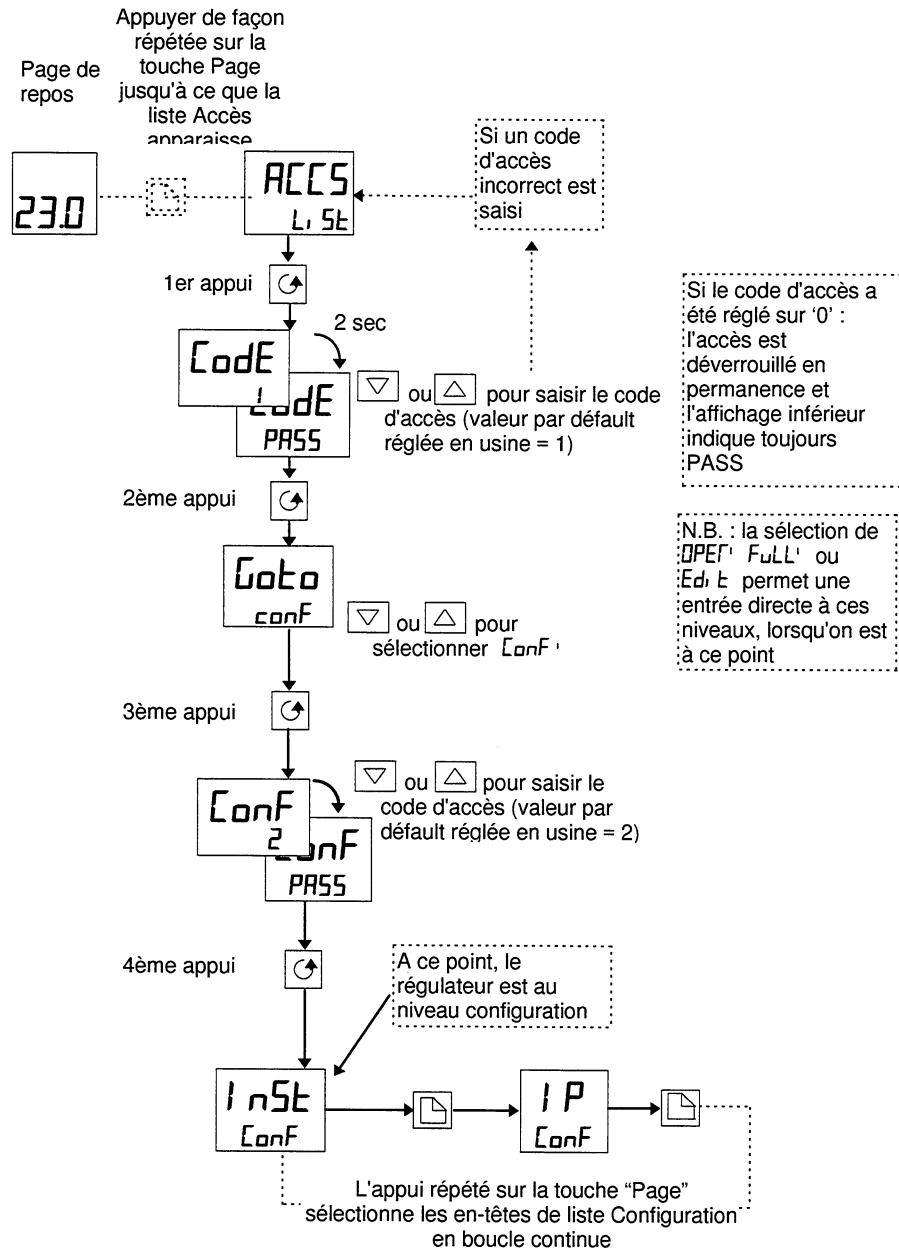 Appuyer de façon
répétée sur la
touche Page
jusqu'à ce que la
liste Accès
apparaisse
Page de
repos
23.0
ACCS
Li St
Si un code
d'accès
incorrect est
saisi
1er appui
2 sec
CodE
1
CodE
PASS
ou pour saisir le code
d'accès (valeur par défaut
réglée en usine = 1)
Si le code d'accès a
été réglé sur ‘0’ :
l'accès est
déverrouillé en
permanence et
l'affichage inférieur
indique toujours
PASS
2ème appui
Goto
conF
ou pour
sélectionner ConF '
N.B. : la sélection de
OPEr' FuLL' ou
Edi t permet une
entrée directe à ces
niveaux, lorsqu'on est
à ce point
3ème appui
ConF
2
ConF
PASS
ou pour saisir le
code d'accès (valeur par
défaut réglée en usine = 2)
4ème appui
A ce point, le
régulateur est au
niveau configuration
InSt
ConF
IP
ConF
L'appui répété sur la touche “Page”
sélectionne les en-têtes de liste Configuration
en boucle continue